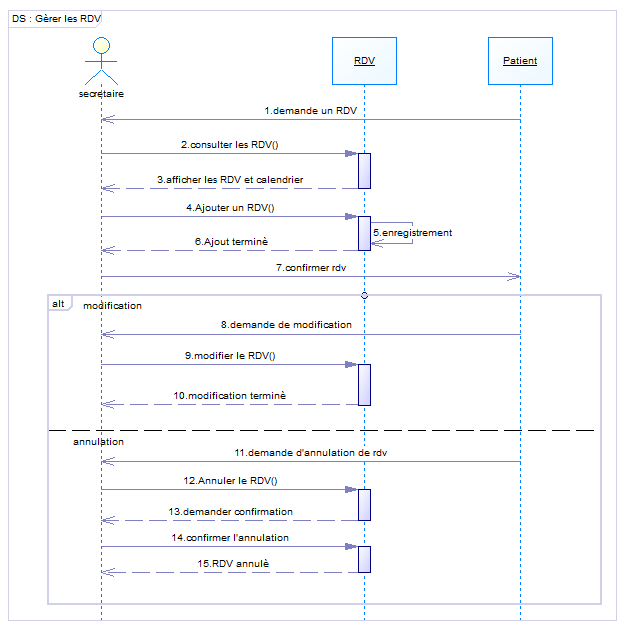 DS : Gèrer les RDV
RDV
Patient
secretaire
1.demande un RDV
2.consulter les RDV()
3.afficher les RDV et calendrier
4.Ajouter un RDV()
5.enregistrement
6.Ajout terminè
7.confirmer rdv
alt
modification
8.demande de modification
9.modifier le RDV()
10.modification terminè
annulation
11.demande d'annulation de rdv
12.Annuler le RDV()
13.demander confirmation
14.confirmer l'annulation
15.RDV annulè